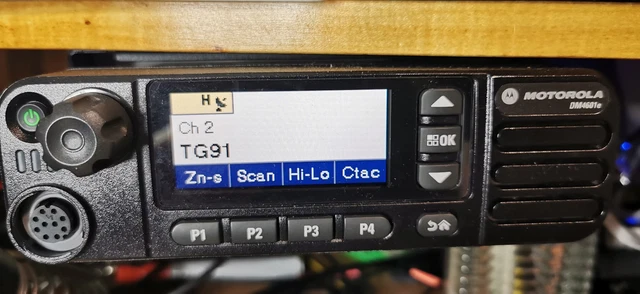 H
Ch 2
TG91
Zn-s Scan Hi-Lo Ctac
P1 P2 P3 P4
OK
MOTOROLA
DM4601e